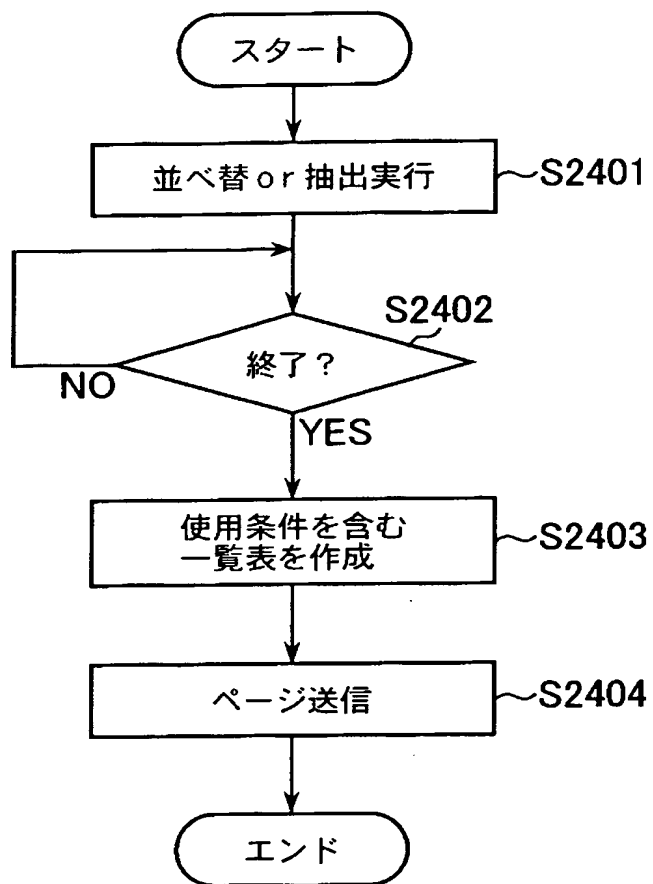 スタート
並べ替or抽出実行
S2401
S2402
終了？
NO
YES
使用条件を含む
一覧表を作成
S2403
ページ送信
S2404
エンド